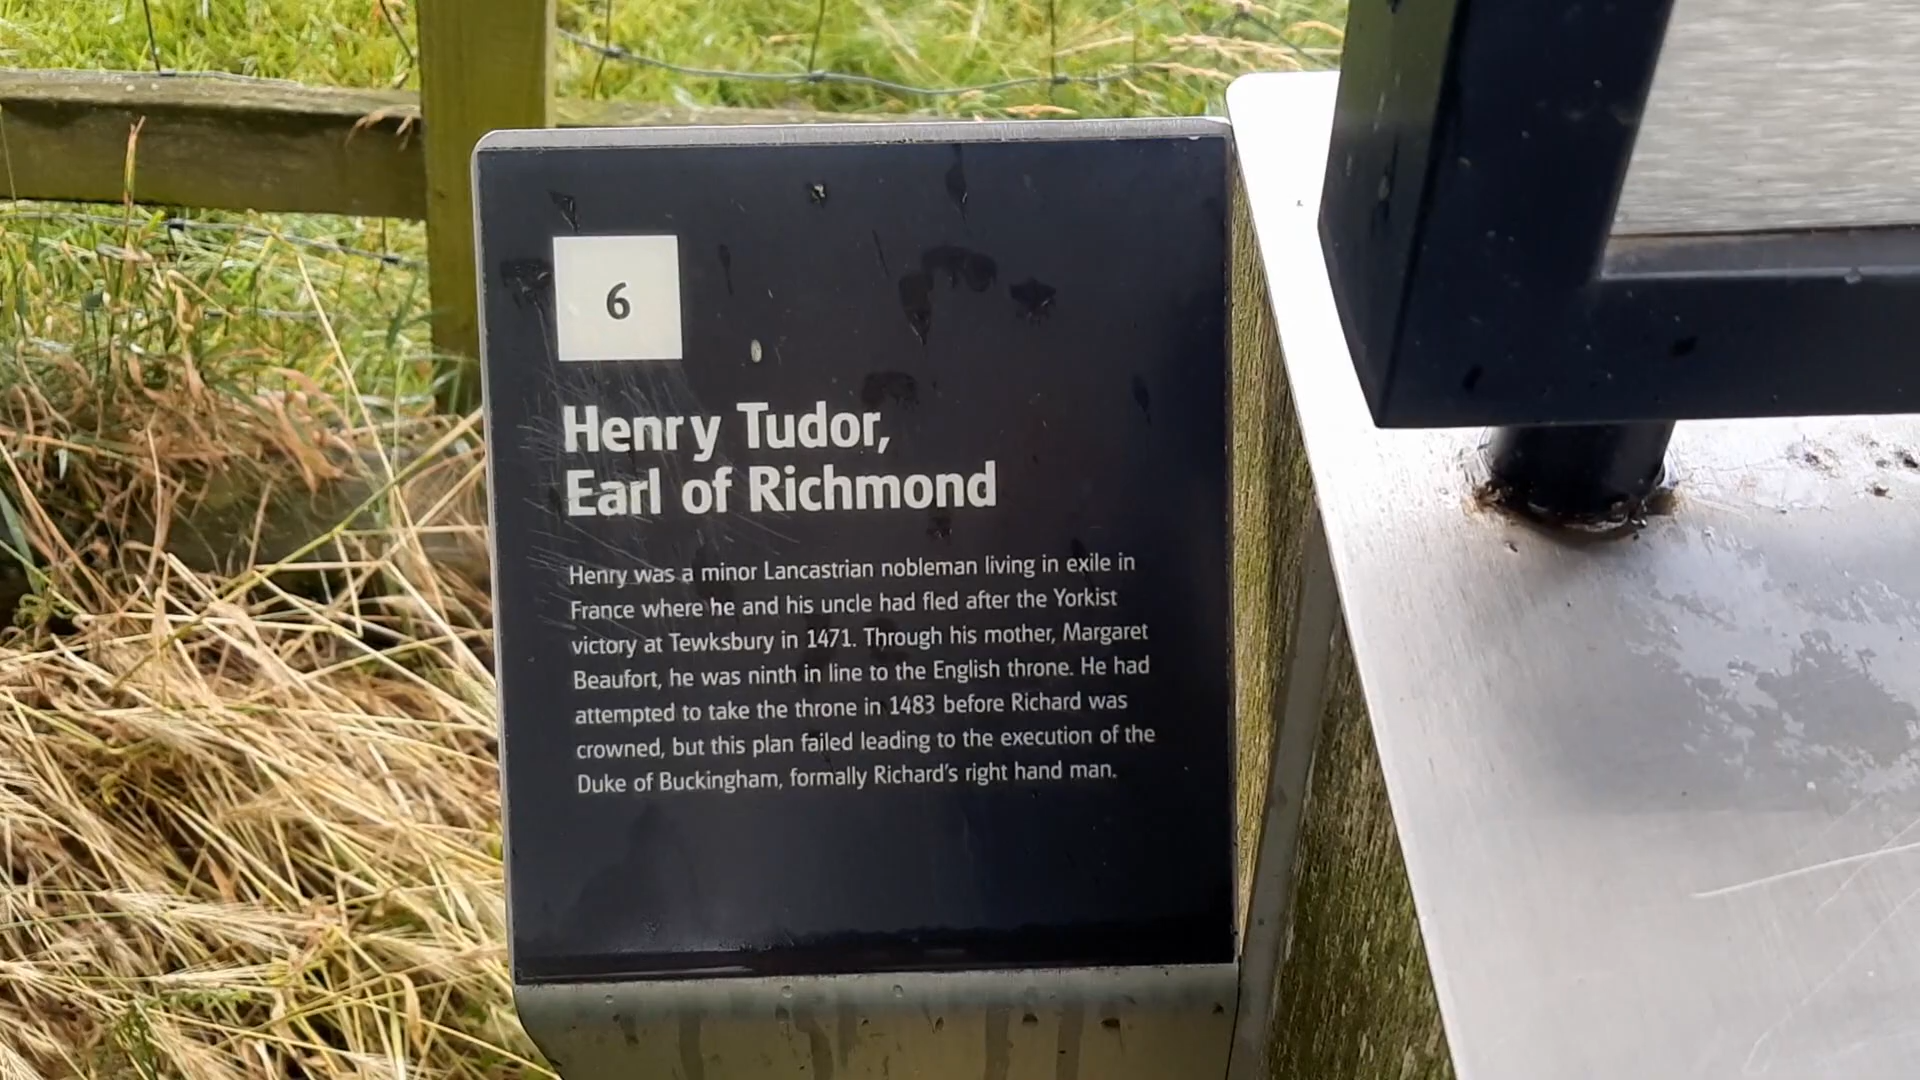 6
Henry Tudor,
Earl of Richmond
Henry was a minor Lancastrian nobleman living in exile in
France where he and his uncle had fled after the Yorkist
victory at Tewksbury in 1471. Through his mother, Margaret
Beaufort, he was ninth in line to the English throne. He had
attempted to take the throne in 1483 before Richard was
crowned, but this plan failed leading to the execution of the
Duke of Buckingham, formally Richard's right hand man.